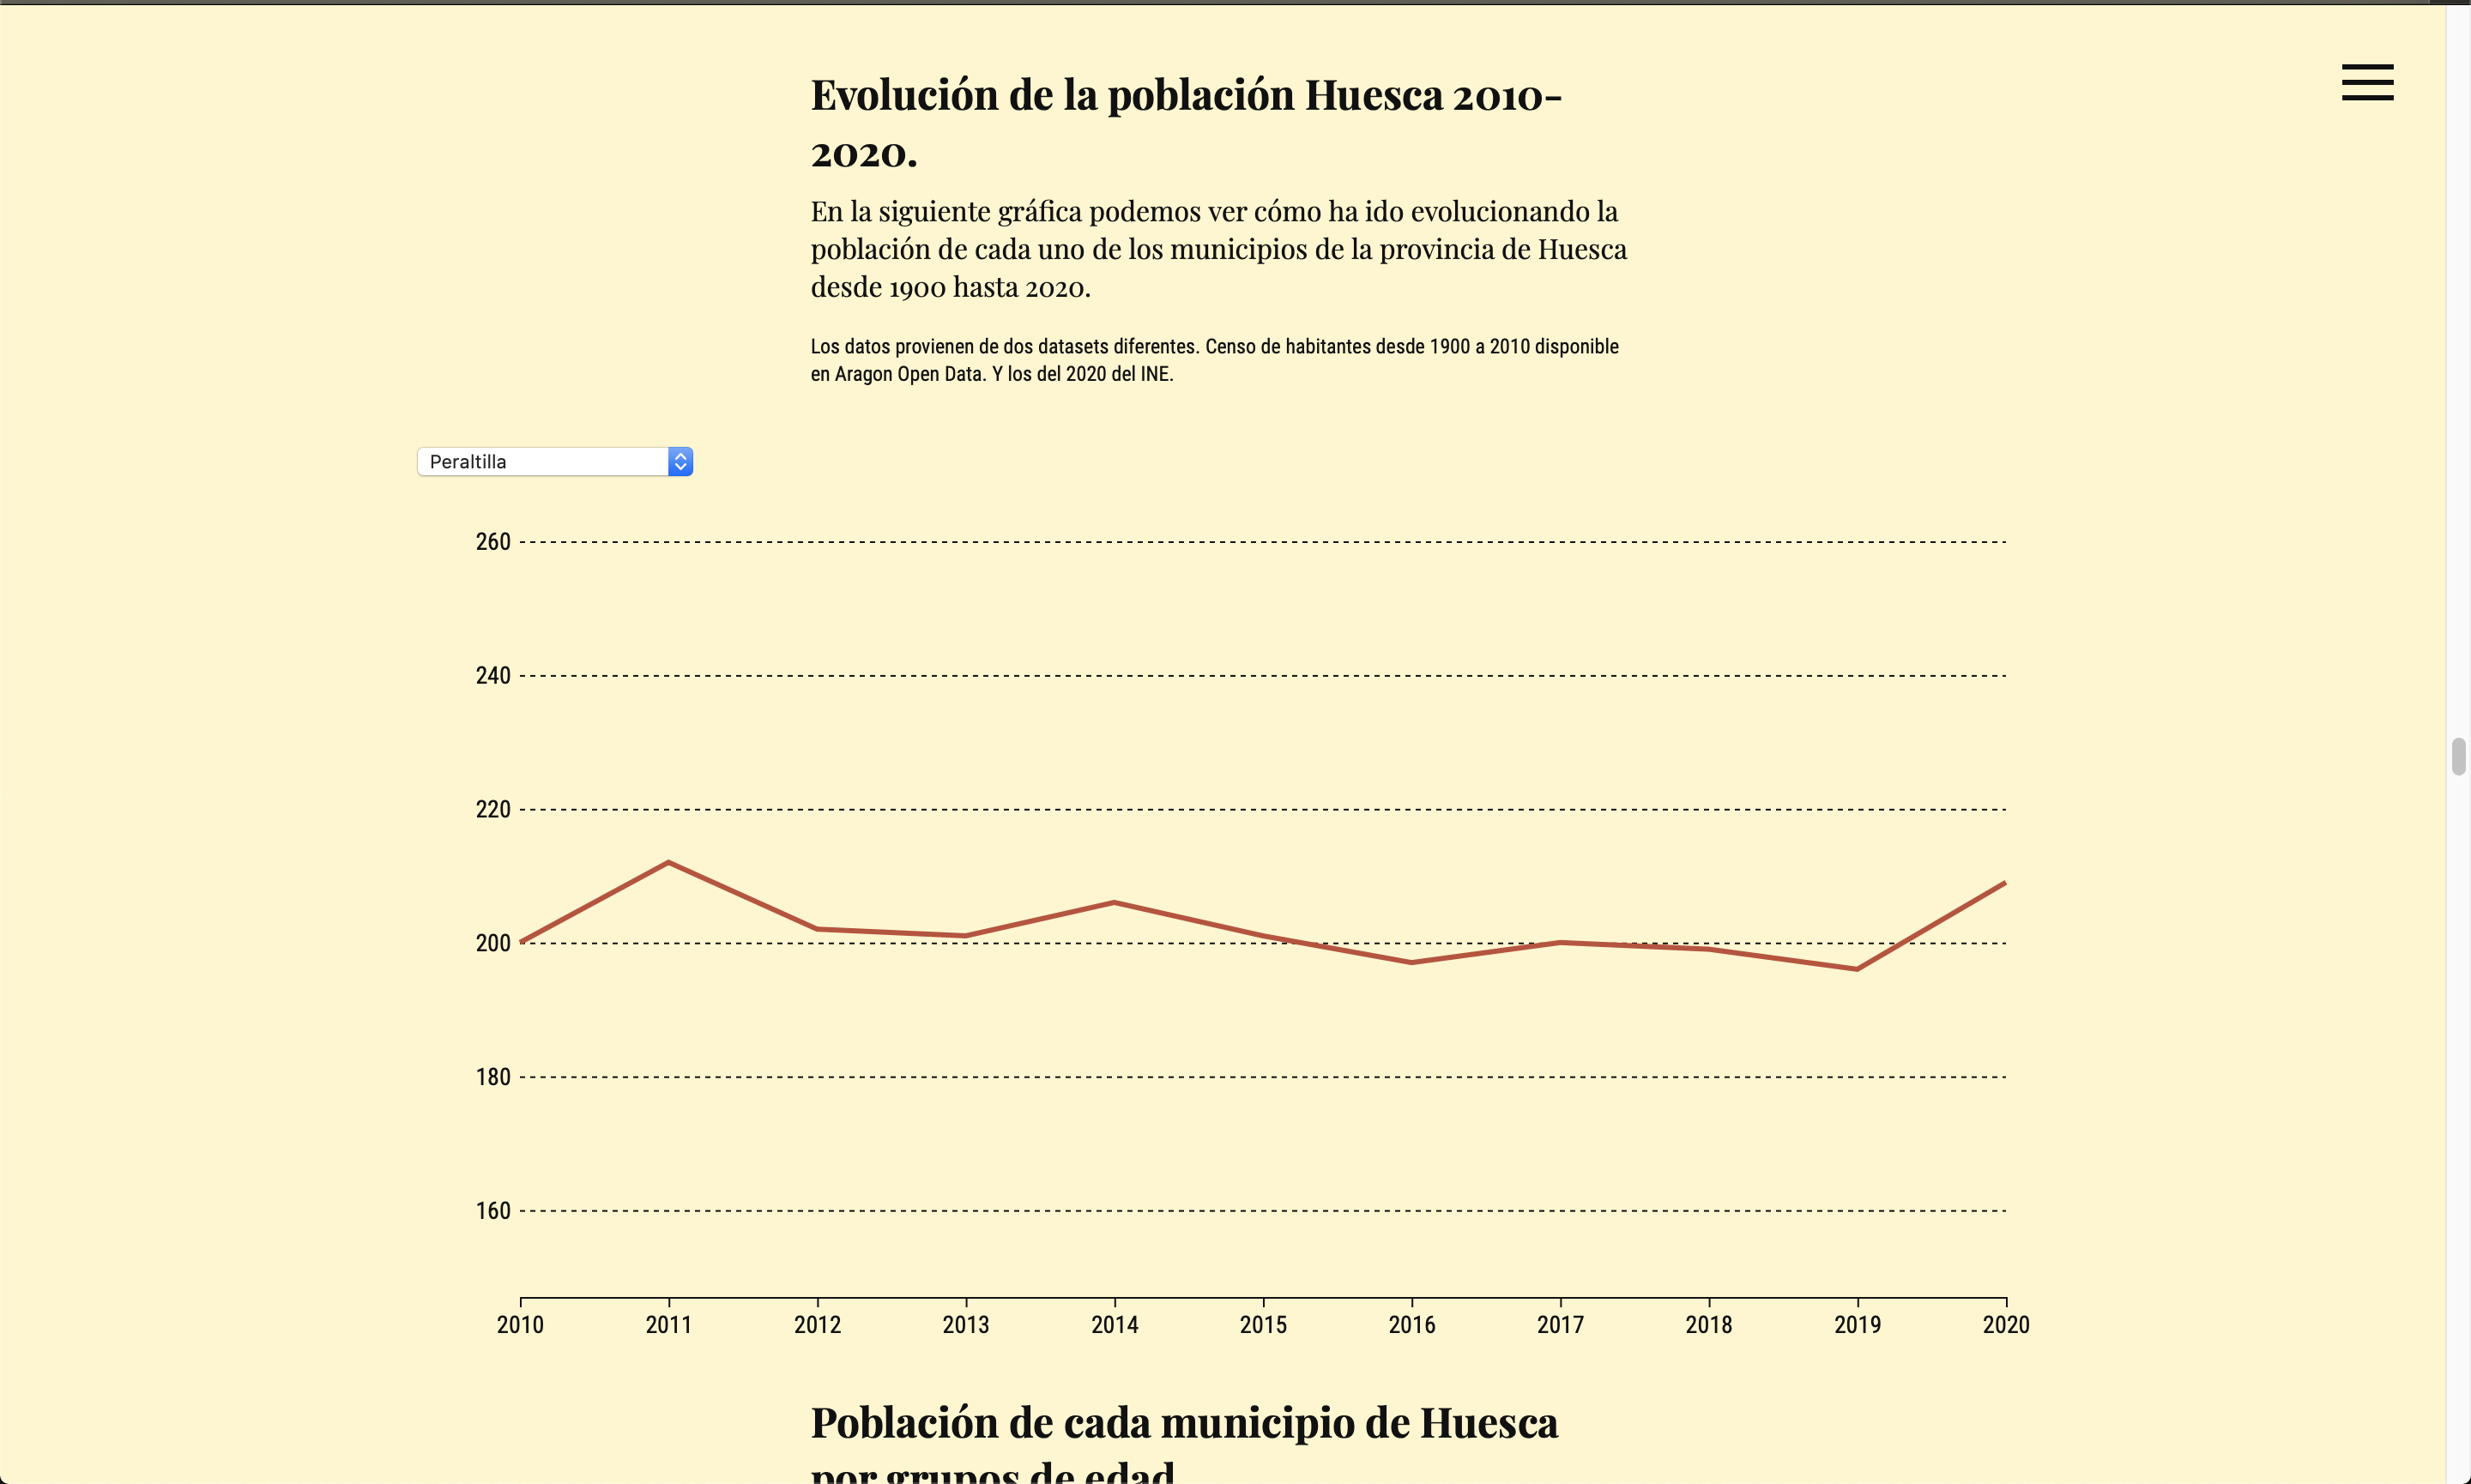 Evolución de la población Huesca 2010-
2020.
En la siguiente gráfica podemos ver cómo ha ido evolucionando la
población de cada uno de los municipios de la provincia de Huesca
desde 1900 hasta 2020.
Los datos provienen de dos datasets diferentes. Censo de habitantes desde 1900 a 2010 disponible
en Aragon Open Data. Y los del 2020 del INE.
Peraltilla
260
240
220
200
180
160
2010 2011 2012 2013 2014 2015 2016 2017 2018 2019 2020
Población de cada municipio de Huesca
por grupos de edad